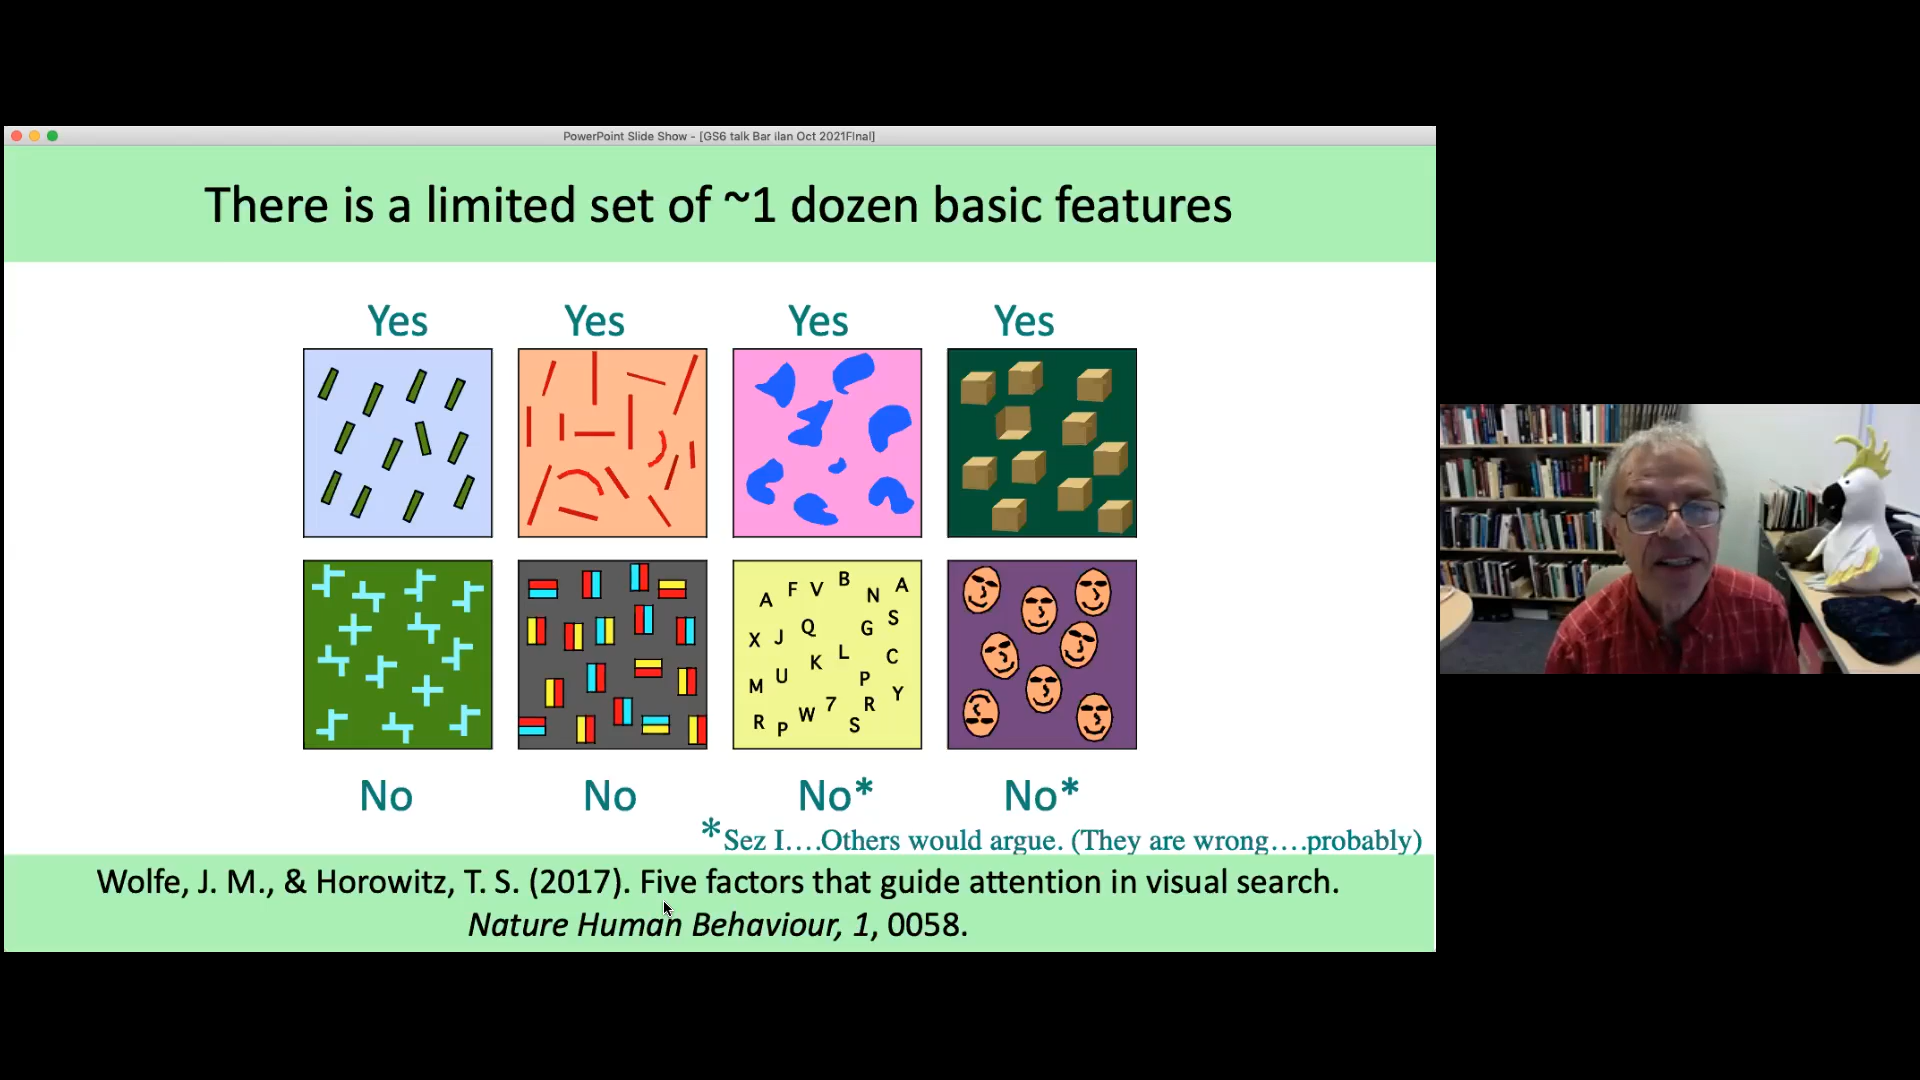 PowerPoint Slide Show - [GS6 talk Bar ilan Oct 2021FInal]
There is a limited set of ~1 dozen basic features
Yes Yes Yes Yes
A F V B N A
X J Q G S
U K L C
M P Y
R P W 7 S R
No No No* No*
*Sez I....Others would argue. (They are wrong....probably)
Wolfe, J. M., & Horowitz, T. S. (2017). Five factors that guide attention in visual search.
Nature Human Behaviour, 1, 0058.